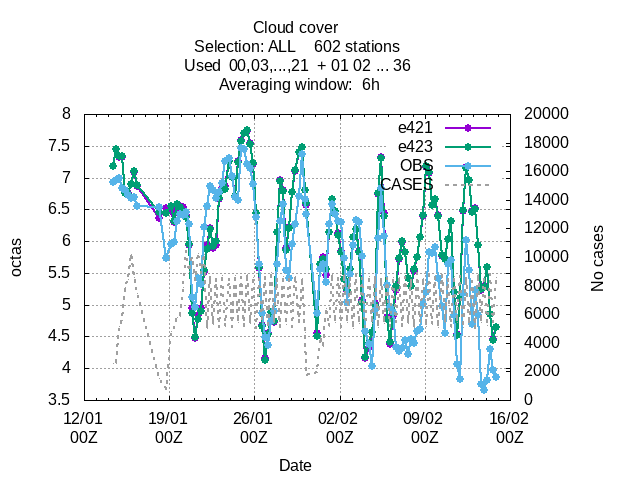 Cloud cover
Selection: ALL    602 stations
Used  00,03,...,21  + 01 02 ... 36
Averaging window:  6h
octas
8
7.5
7
6.5
6
5.5
5
4.5
4
3.5
e421
e423
OBS
CASES
20000
18000
16000
14000
12000
10000
8000
6000
4000
2000
0
No cases
12/01 19/01 26/01 02/02 09/02 16/02
00Z 00Z 00Z 00Z 00Z 00Z
Date